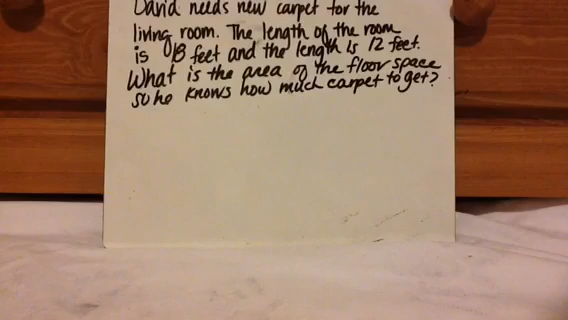 David needs new carpet for the
living room. The length of the room
is 18 feet and the length is 12 feet.
What is the area of the floor space
so he knows how much carpet to get?